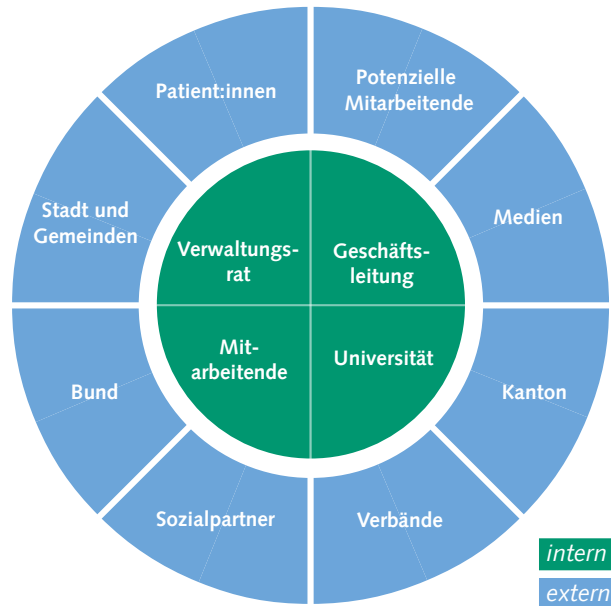 Patient:innen
Potenzielle
Mitarbeitende
Stadt und
Gemeinden
Medien
Verwaltungs-
rat
Geschäfts-
leitung
Mit-
arbeitende
Universität
Bund
Kanton
Sozialpartner
Verbände
intern
extern